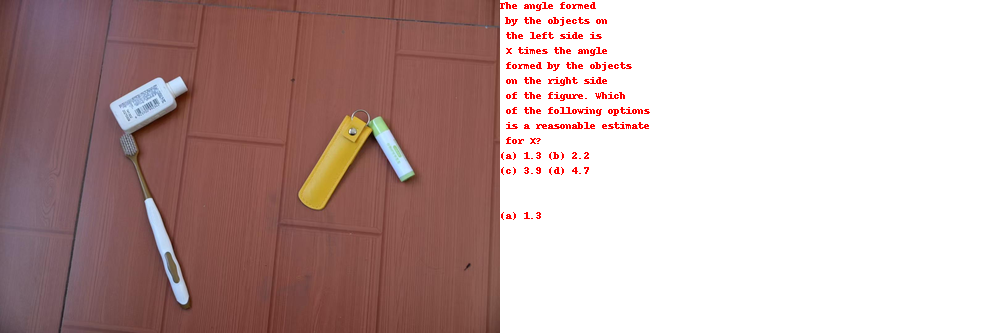 The angle formed
by the objects on
the left side is
X times the angle
formed by the objects
on the right side
of the figure. Which
of the following options
is a reasonable estimate
for X?
(a) 1.3 (b) 2.2
(c) 3.9 (d) 4.7
(a) 1.3